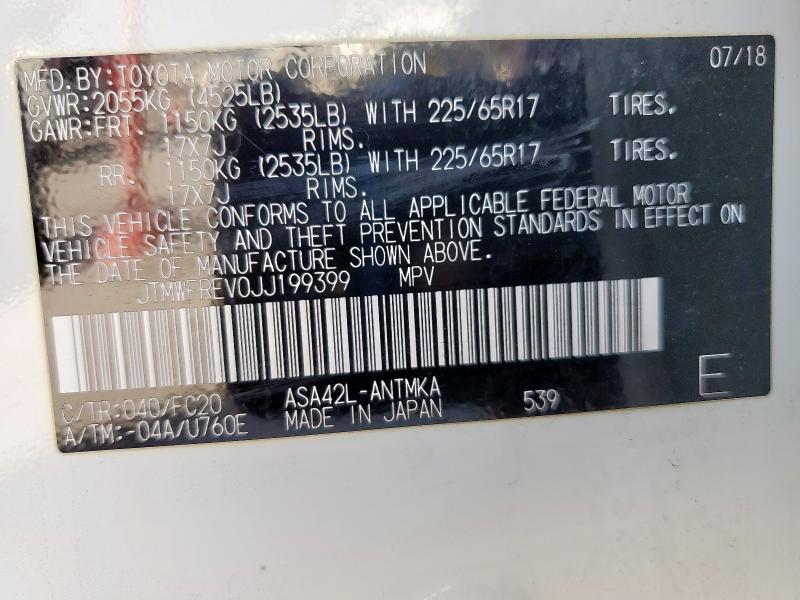 MFD.BY:TOYOTA MOTOR CORPORATION 07/18
GVWR:2055KG (4525LB)
GAWR:FRT. 1150KG (2535LB) WITH 225/65R17 TIRES.
17X7J RIMS.
RR. 1150KG (2535LB) WITH 225/65R17 TIRES.
17X7J RIMS.
THIS VEHICLE CONFORMS TO ALL APPLICABLE FEDERAL MOTOR
VEHICLE SAFETY AND THEFT PREVENTION STANDARDS IN EFFECT ON
THE DATE OF MANUFACTURE SHOWN ABOVE.
JTMWFREV0JJ199399 MPV
C/TR:040/FC20 ASA42L-ANTMKA 539 E
A/TM:-04A/U760E MADE IN JAPAN